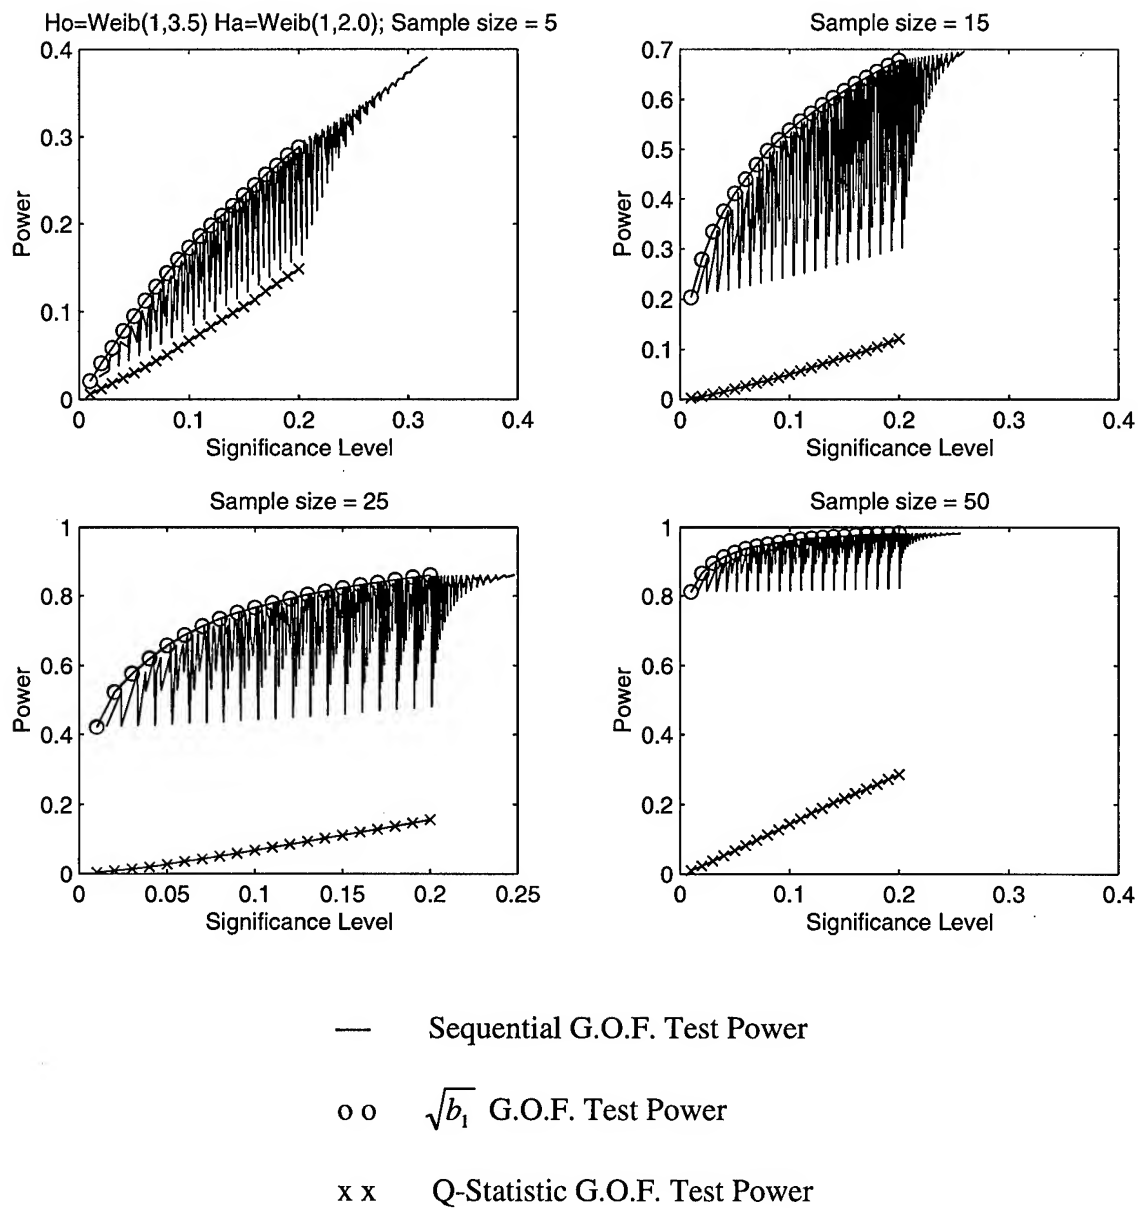 Ho=Weib(1,3.5) Ha=Weib(1,2.0); Sample size = 5
0.4
0.3
0.2
0.1
0
Power
0 0.1 0.2 0.3 0.4
Significance Level
Sample size = 15
0.7
0.6
0.5
0.4
0.3
0.2
0.1
0
Power
0 0.1 0.2 0.3 0.4
Significance Level
Sample size = 25
1
0.8
0.6
0.4
0.2
0
Power
0 0.05 0.1 0.15 0.2 0.25
Significance Level
Sample size = 50
1
0.8
0.6
0.4
0.2
0
Power
0 0.1 0.2 0.3 0.4
Significance Level
— Sequential G.O.F. Test Power
o o √b₁ G.O.F. Test Power
x x Q-Statistic G.O.F. Test Power